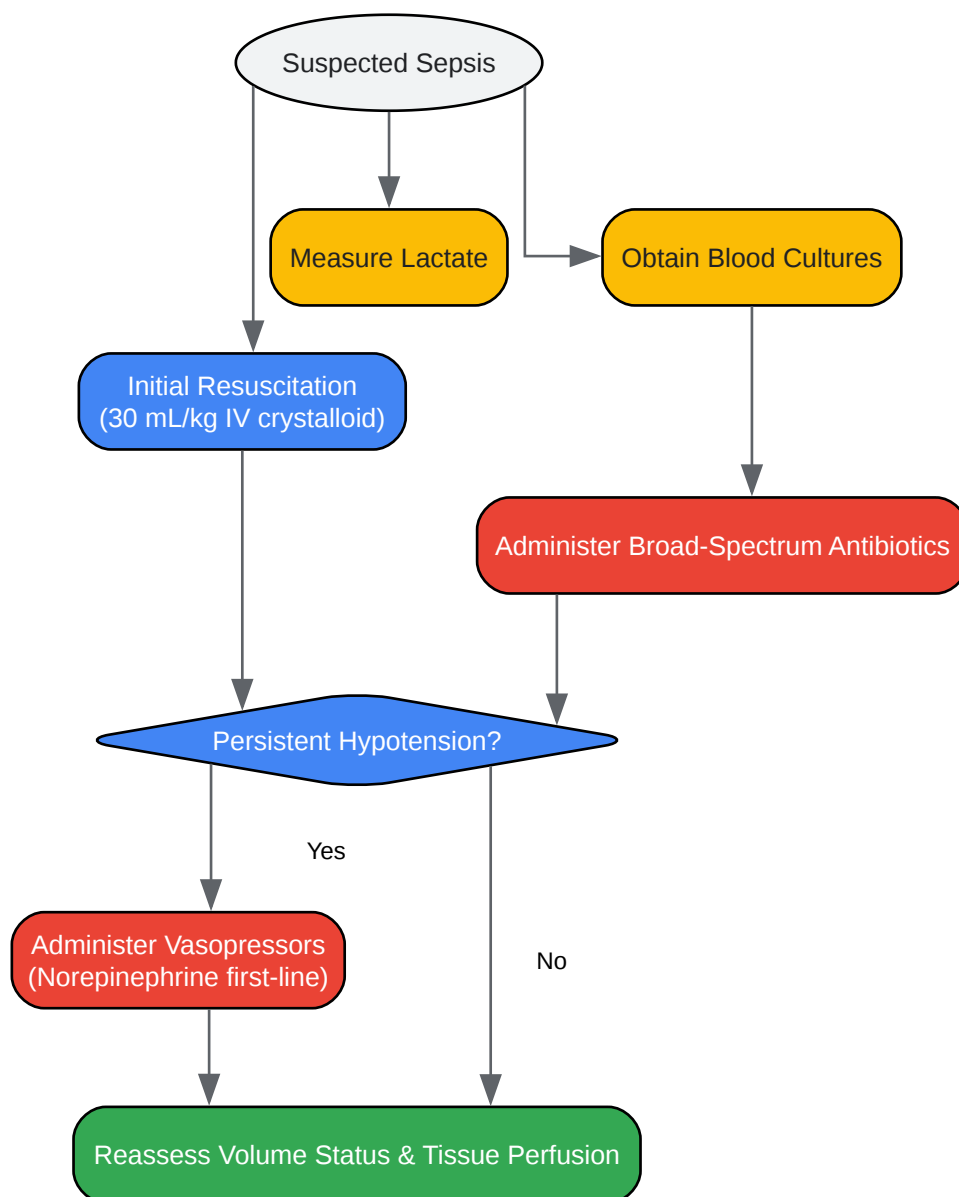 Suspected Sepsis
Measure Lactate
Obtain Blood Cultures
Initial Resuscitation
(30 mL/kg IV crystalloid)
Administer Broad-Spectrum Antibiotics
Persistent Hypotension?
Yes
Administer Vasopressors
(Norepinephrine first-line)
No
Reassess Volume Status & Tissue Perfusion